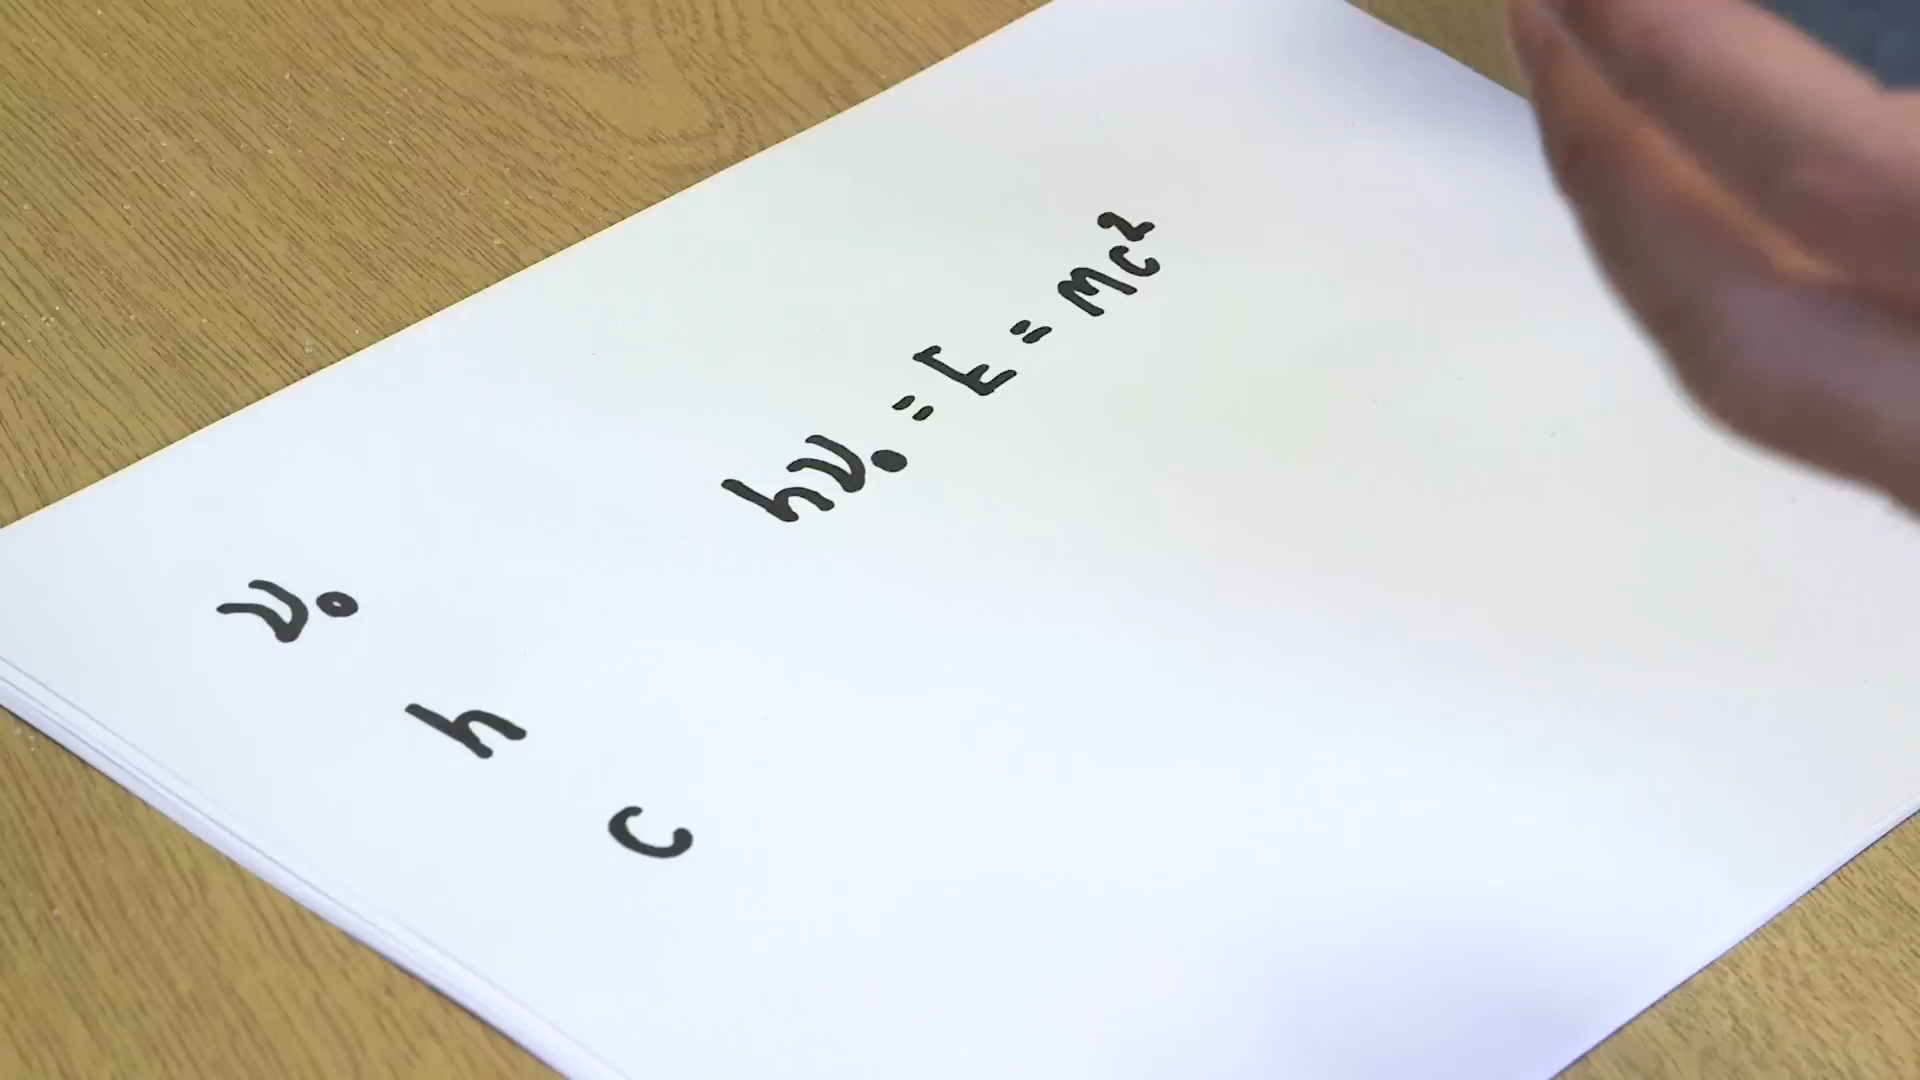 hν₀ = E = Mc²
ν₀
h
c